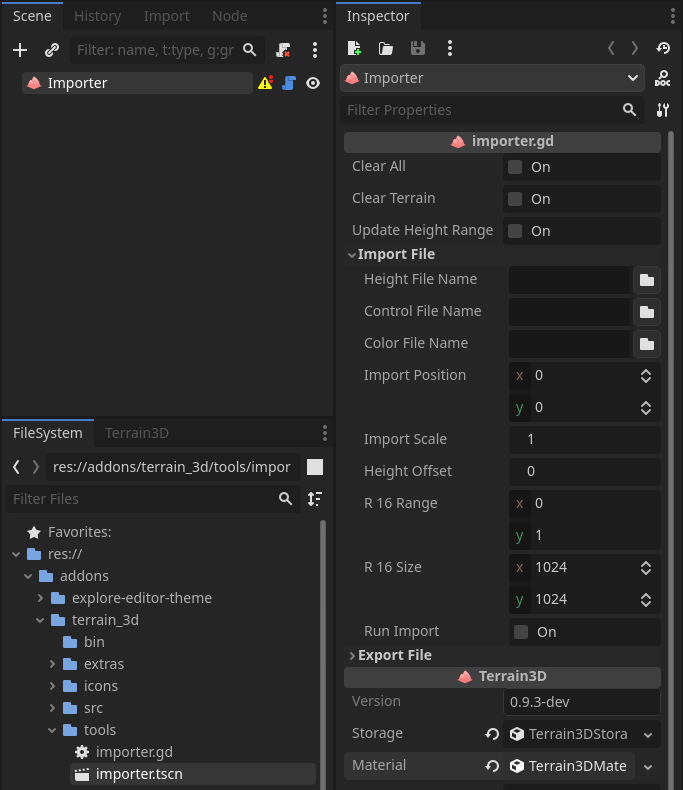 Scene History Import Node
Filter: name, t:type, g:gr
Importer
FileSystem Terrain3D
res://addons/terrain_3d/tools/impor
Filter Files
Favorites:
res://
addons
explore-editor-theme
terrain_3d
bin
extras
icons
src
tools
importer.gd
importer.tscn
Inspector
Importer
DOC
Filter Properties
importer.gd
Clear All On
Clear Terrain On
Update Height Range On
Import File
Height File Name
Control File Name
Color File Name
Import Position x 0
y 0
Import Scale 1
Height Offset 0
R 16 Range x 0
y 1
R 16 Size x 1024
y 1024
Run Import On
Export File
Terrain3D
Version 0.9.3-dev
Storage Terrain3DStora
Material Terrain3DMate